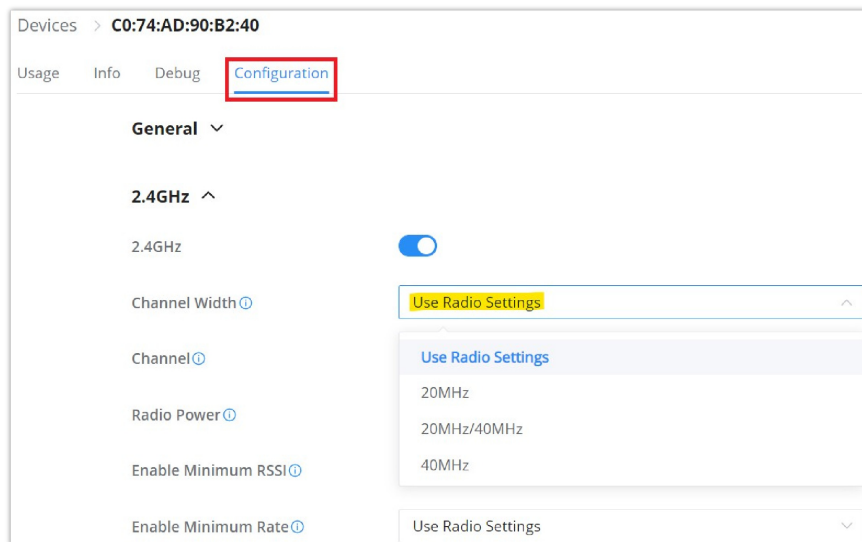 Devices > C0:74:AD:90:B2:40
Usage Info Debug Configuration
General
2.4GHz
2.4GHz
Channel Width Use Radio Settings
Channel Use Radio Settings
20MHz
Radio Power 20MHz/40MHz
Enable Minimum RSSI 40MHz
Enable Minimum Rate Use Radio Settings